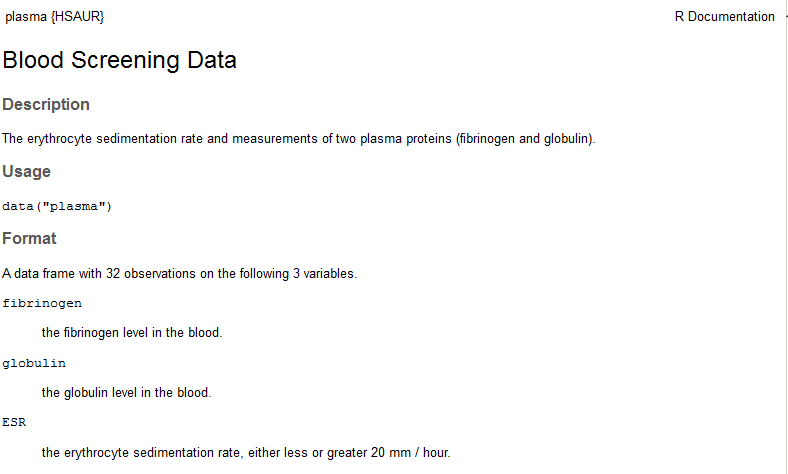 plasma {HSAUR}
R Documentation
Blood Screening Data
Description
The erythrocyte sedimentation rate and measurements of two plasma proteins (fibrinogen and globulin).
Usage
data("plasma")
Format
A data frame with 32 observations on the following 3 variables.
fibrinogen
the fibrinogen level in the blood.
globulin
the globulin level in the blood.
ESR
the erythrocyte sedimentation rate, either less or greater 20 mm / hour.